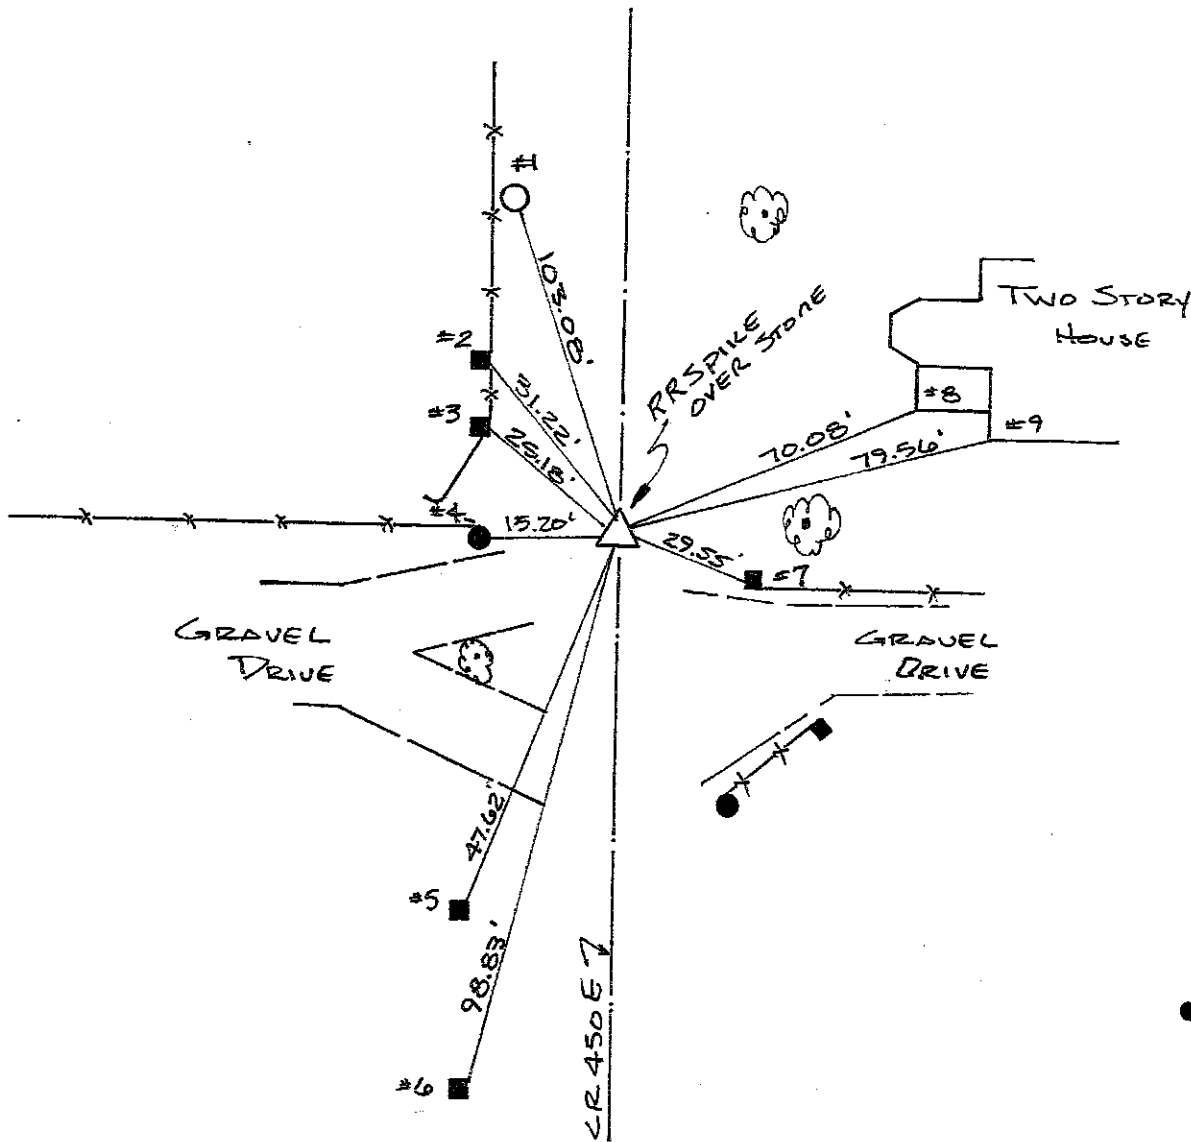 #1
103.08'
TWO STORY
HOUSE
#2
RRSPIKE
OVER STONE
31.22'
#8
#3
25.18'
70.08'
#9
79.56'
#4
15.20'
29.55'
#7
GRAVEL
DRIVE
GRAVEL
DRIVE
47.62'
#5
98.83'
CR 450 E
#6